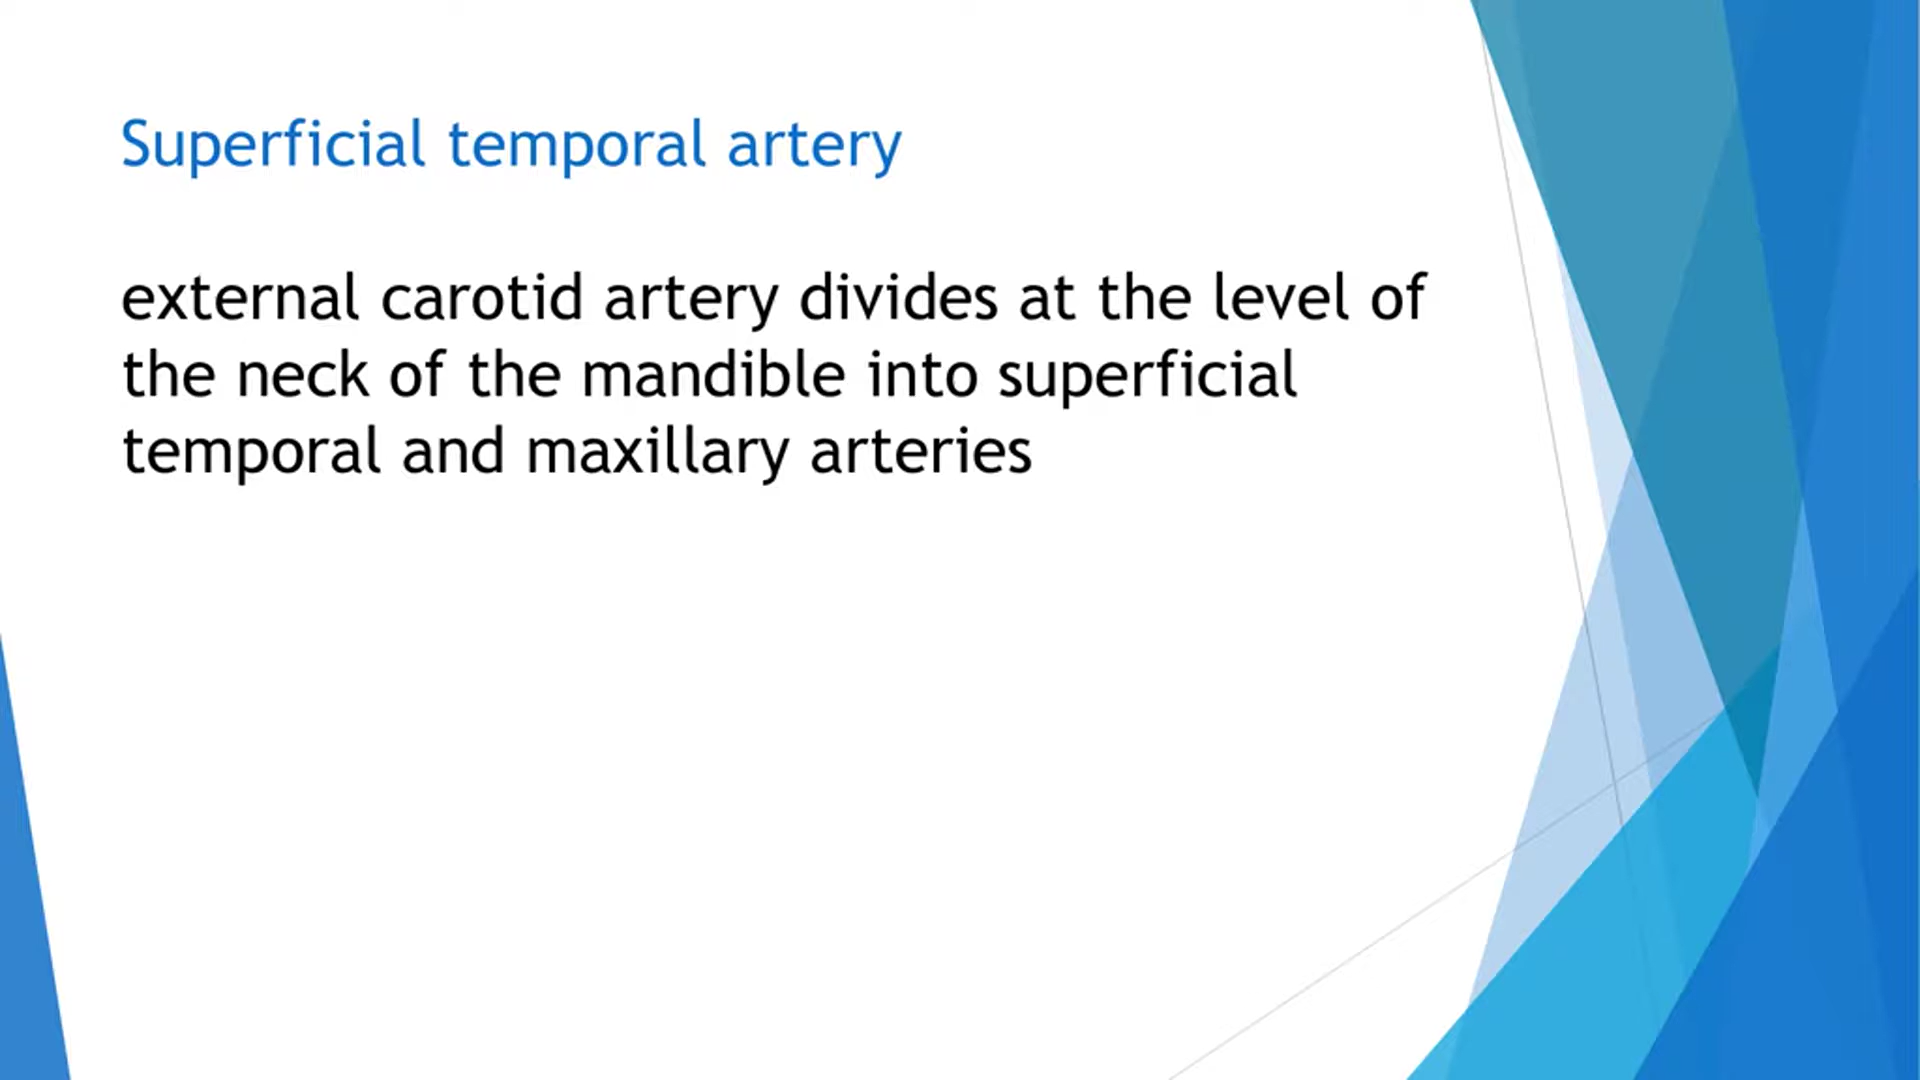 Superficial temporal artery
external carotid artery divides at the level of
the neck of the mandible into superficial
temporal and maxillary arteries